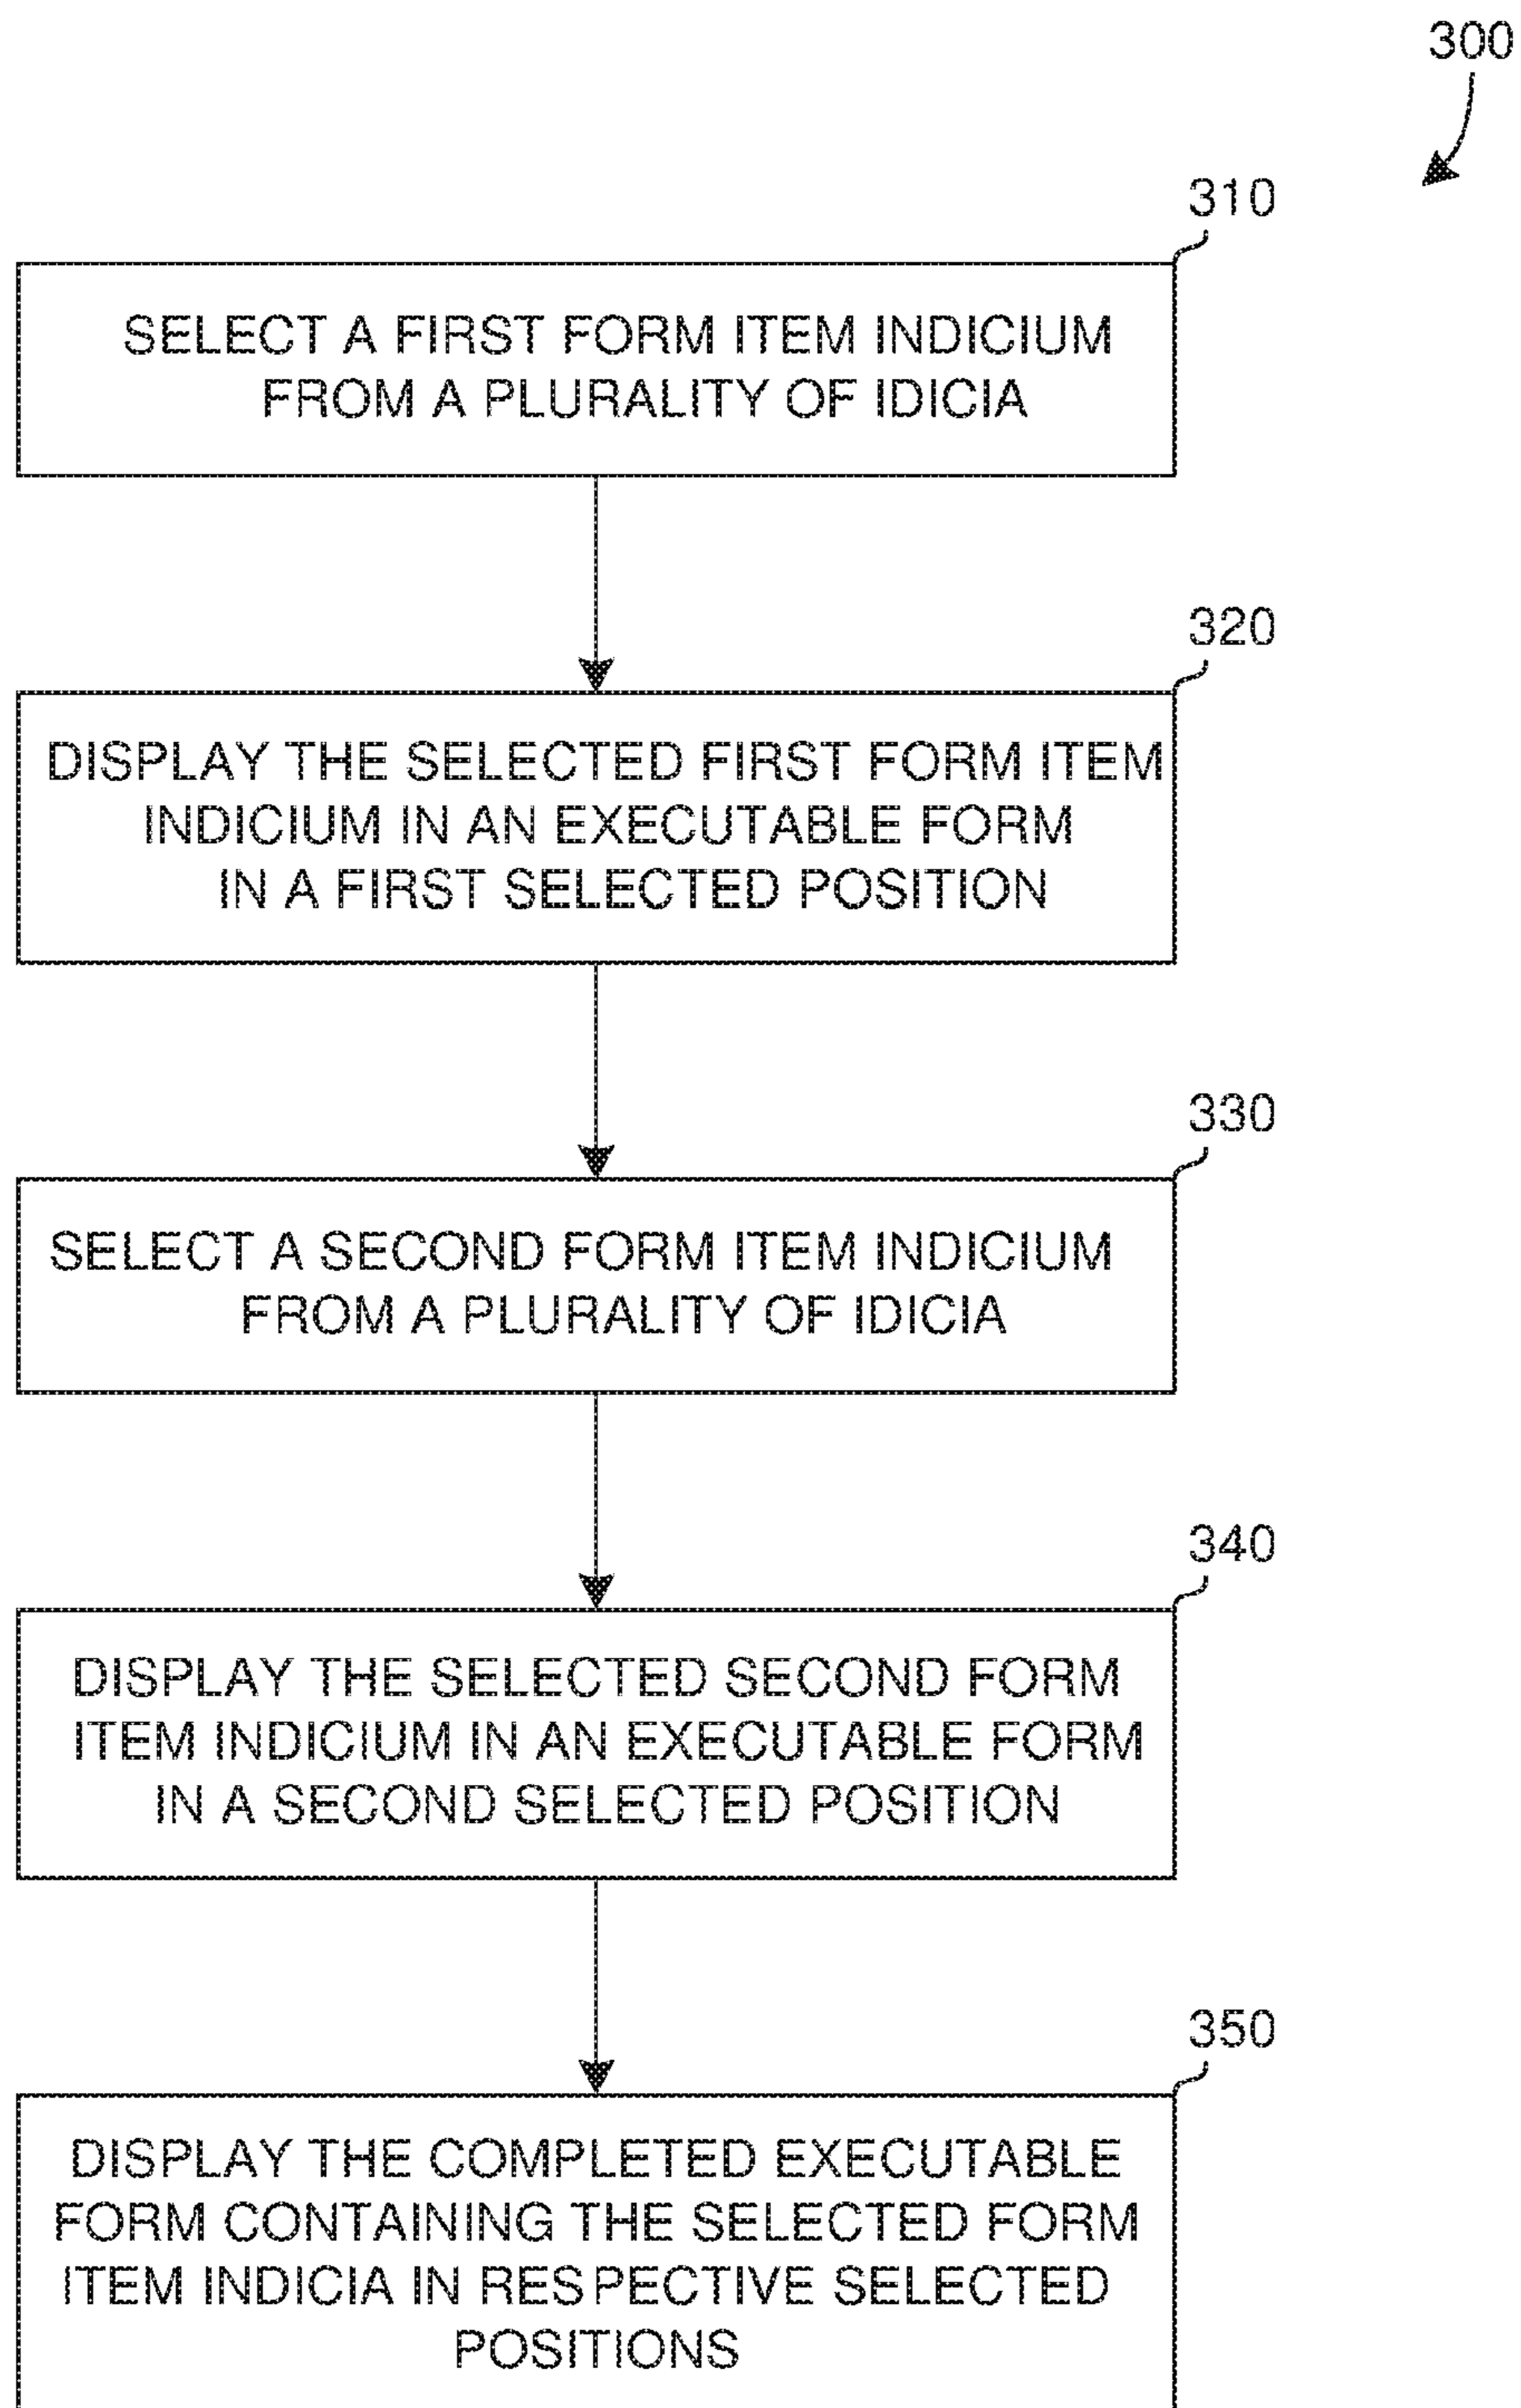 300
310
SELECT A FIRST FORM ITEM INDICIUM
FROM A PLURALITY OF IDICIA
320
DISPLAY THE SELECTED FIRST FORM ITEM
INDICIUM IN AN EXECUTABLE FORM
IN A FIRST SELECTED POSITION
330
SELECT A SECOND FORM ITEM INDICIUM
FROM A PLURALITY OF IDICIA
340
DISPLAY THE SELECTED SECOND FORM
ITEM INDICIUM IN AN EXECUTABLE FORM
IN A SECOND SELECTED POSITION
350
DISPLAY THE COMPLETED EXECUTABLE
FORM CONTAINING THE SELECTED FORM
ITEM INDICIA IN RESPECTIVE SELECTED
POSITIONS